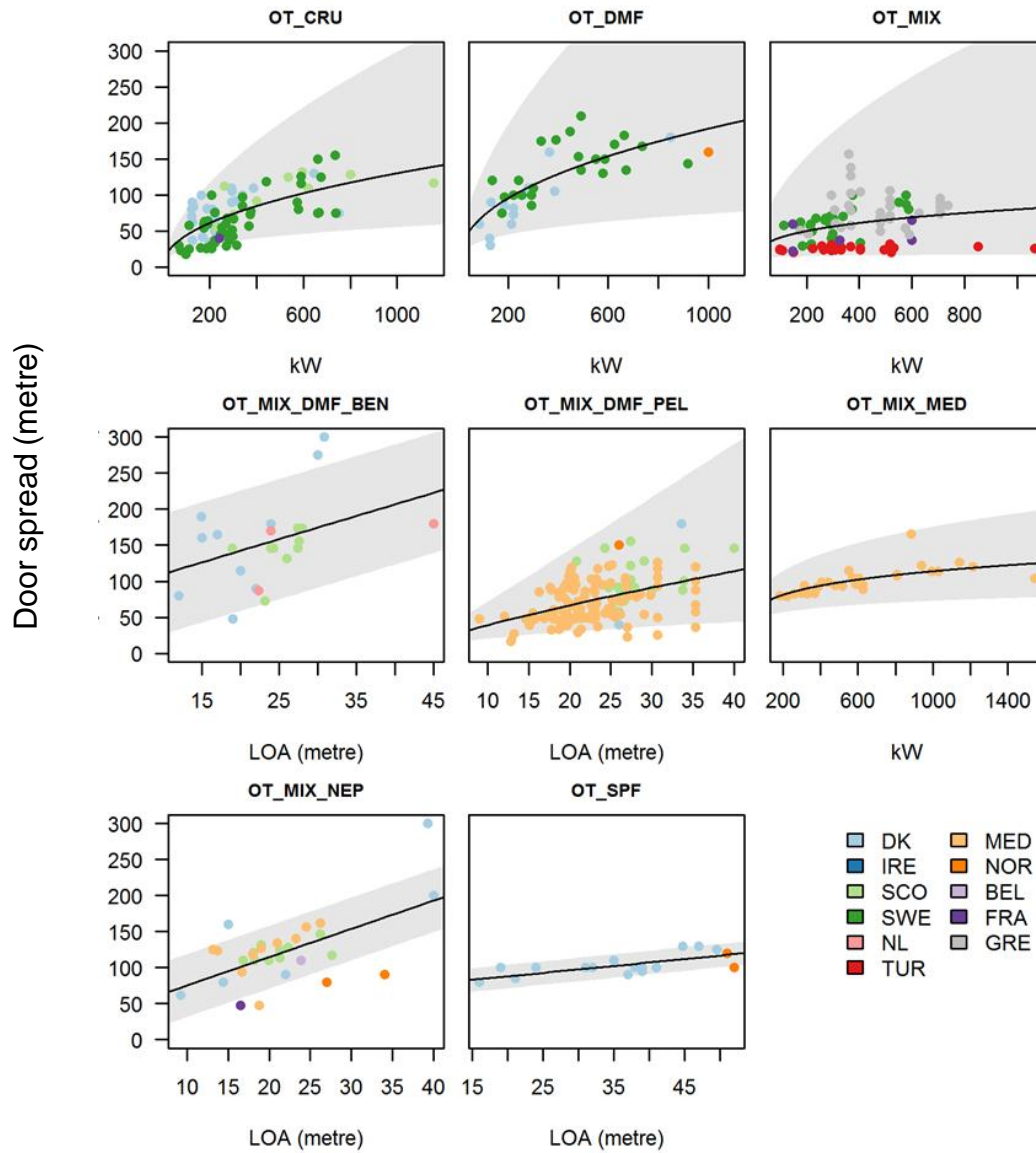 OT_CRU OT_DMF OT_MIX
300
250
200
150
100
50
0
200 600 1000 200 600 1000 200 400 600 800
kW kW kW
Door spread (metre)
OT_MIX_DMF_BEN OT_MIX_DMF_PEL OT_MIX_MED
300
250
200
150
100
50
0
15 25 35 45 10 15 20 25 30 35 40 200 600 1000 1400
LOA (metre) LOA (metre) kW
OT_MIX_NEP OT_SPF
300
250
200
150
100
50
0
10 15 20 25 30 35 40 15 25 35 45
LOA (metre) LOA (metre)
DK MED
IRE NOR
SCO BEL
SWE FRA
NL GRE
TUR